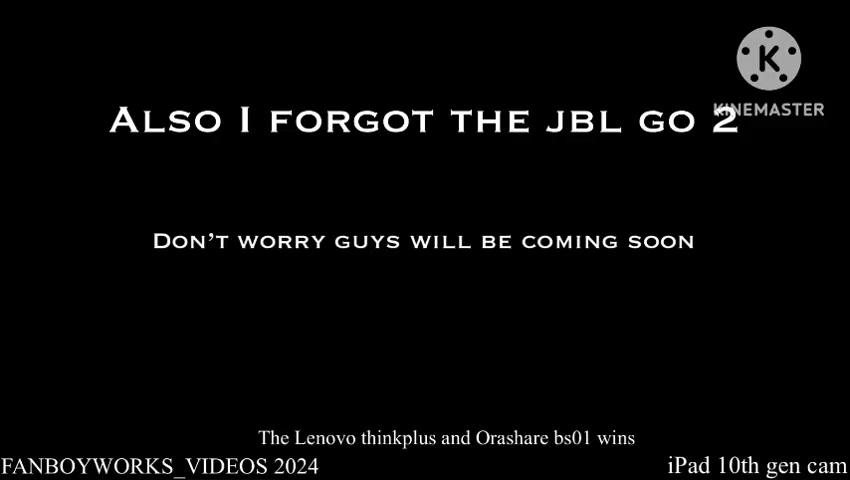 ALSO I FORGOT THE JBL GO 2
KINEMASTER
DON'T WORRY GUYS WILL BE COMING SOON
The Lenovo thinkplus and Orashare bs01 wins
FANBOYWORKS_VIDEOS 2024
iPad 10th gen cam